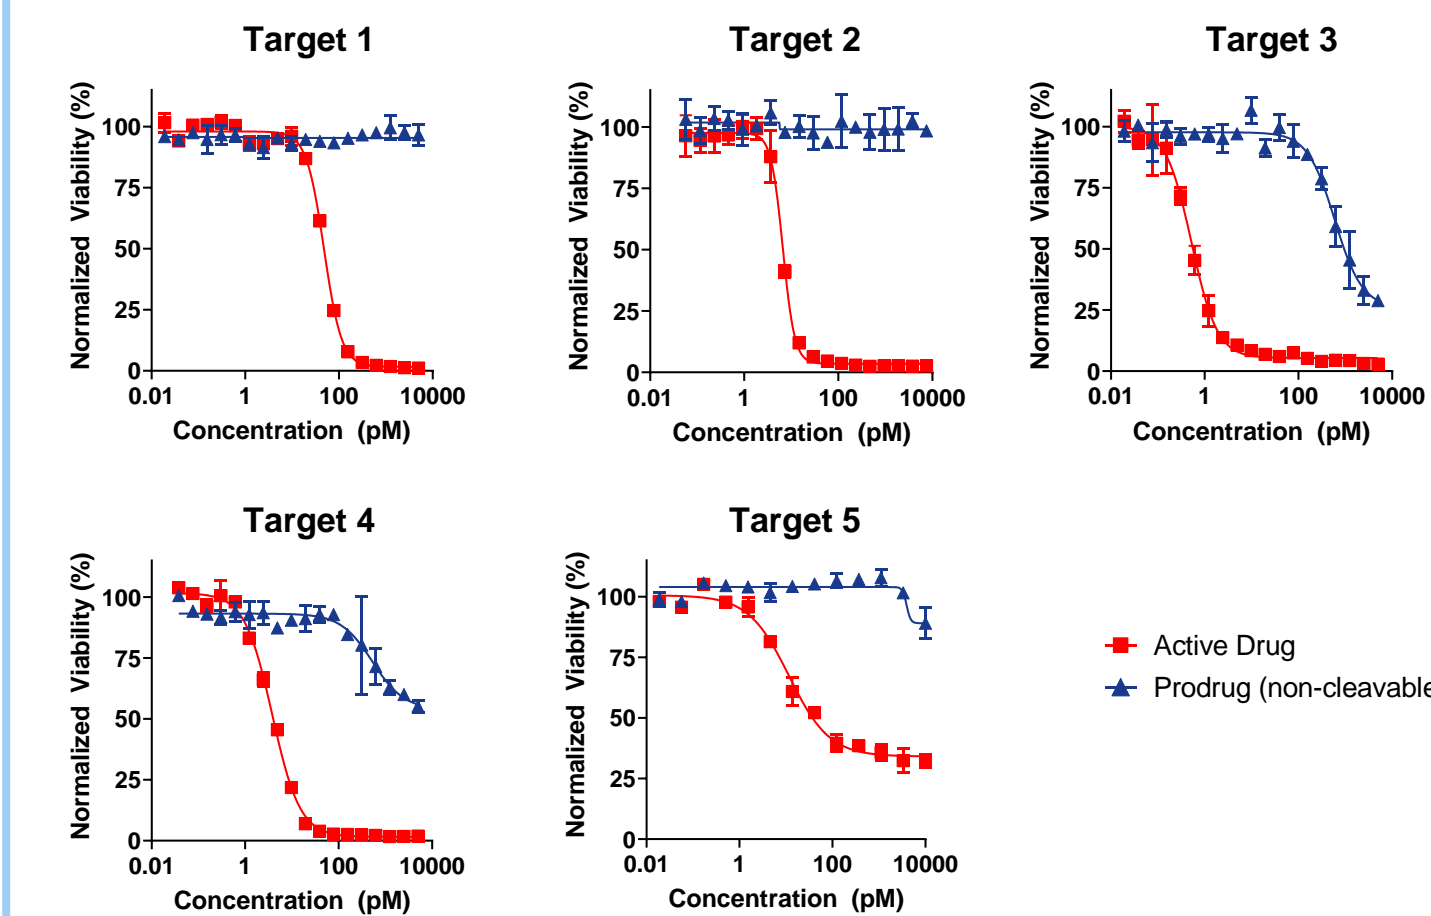 Target 1
Normalized Viability (%)
100
75
50
25
0
0.01
1
100
10000
Concentration (pM)
Target 2
Normalized Viability (%)
100
75
50
25
0
0.01
1
100
10000
Concentration (pM)
Target 3
Normalized Viability (%)
100
75
50
25
0
0.01
1
100
10000
Concentration (pM)
Target 4
Normalized Viability (%)
100
75
50
25
0
0.01
1
100
10000
Concentration (pM)
Target 5
Normalized Viability (%)
100
75
50
25
0
0.01
1
100
10000
Concentration (pM)
Active Drug
Prodrug (non-cleavable